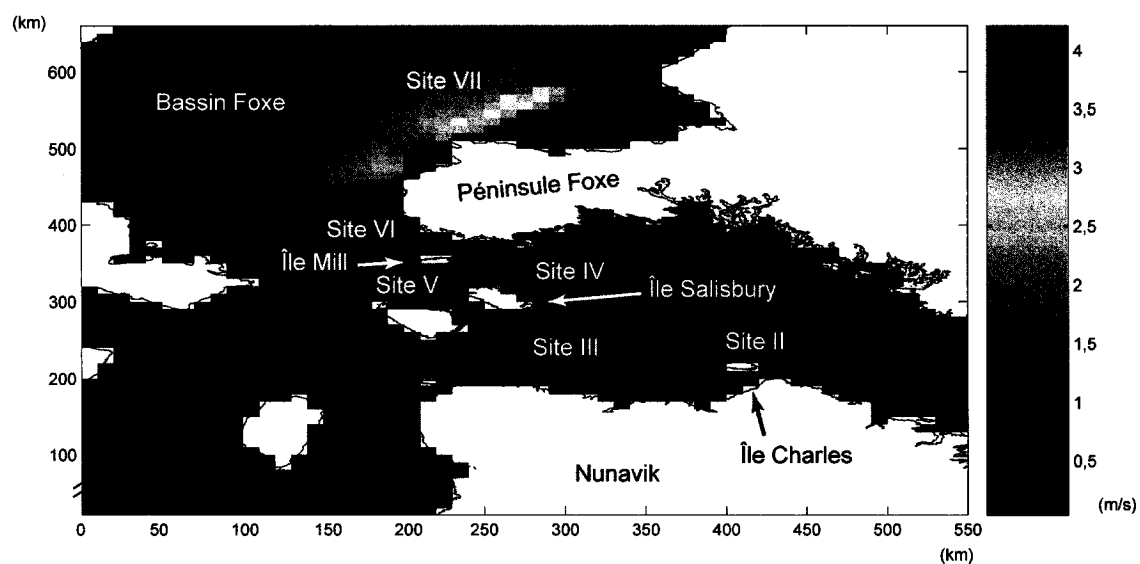 (km)
600
500
400
300
200
100
0
50
100
150
200
250
300
350
400
450
500
550
(km)
4
3,5
3
2,5
2
1,5
1
0,5
(m/s)
Site VII
Bassin Foxe
Péninsule Foxe
Site VI
Île Mill
Site V
Site IV
Île Salisbury
Site III
Site II
Île Charles
Nunavik